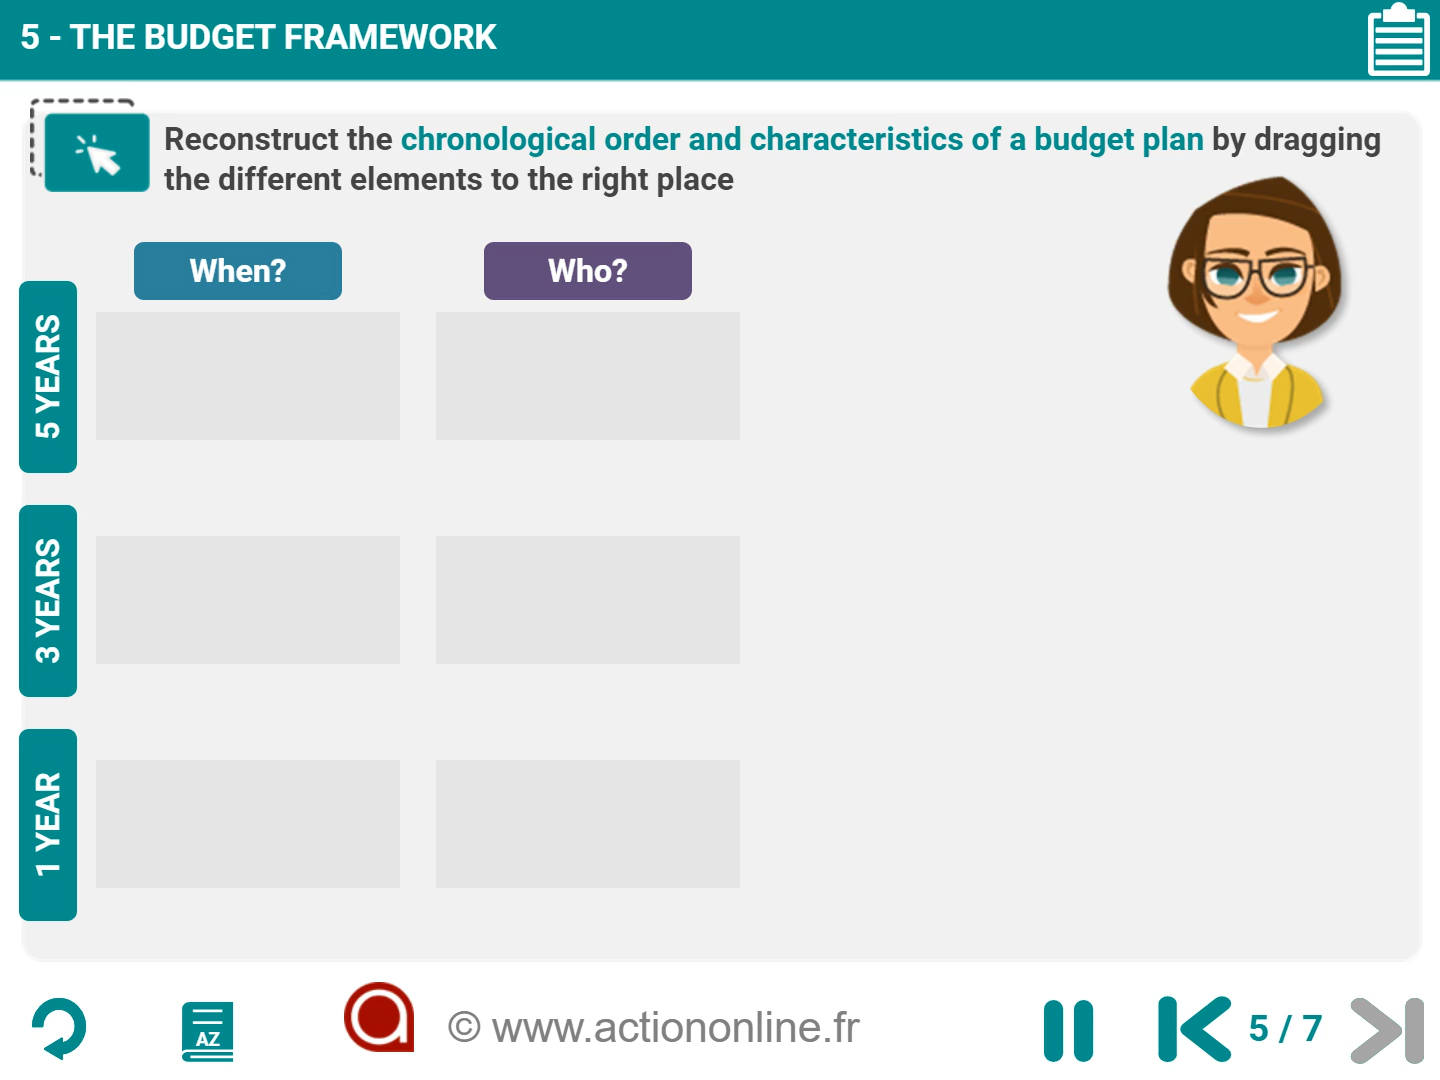 5 - THE BUDGET FRAMEWORK
Reconstruct the chronological order and characteristics of a budget plan by dragging
the different elements to the right place
When?
Who?
5 YEARS
3 YEARS
1 YEAR
AZ
© www.actiononline.fr
5 / 7